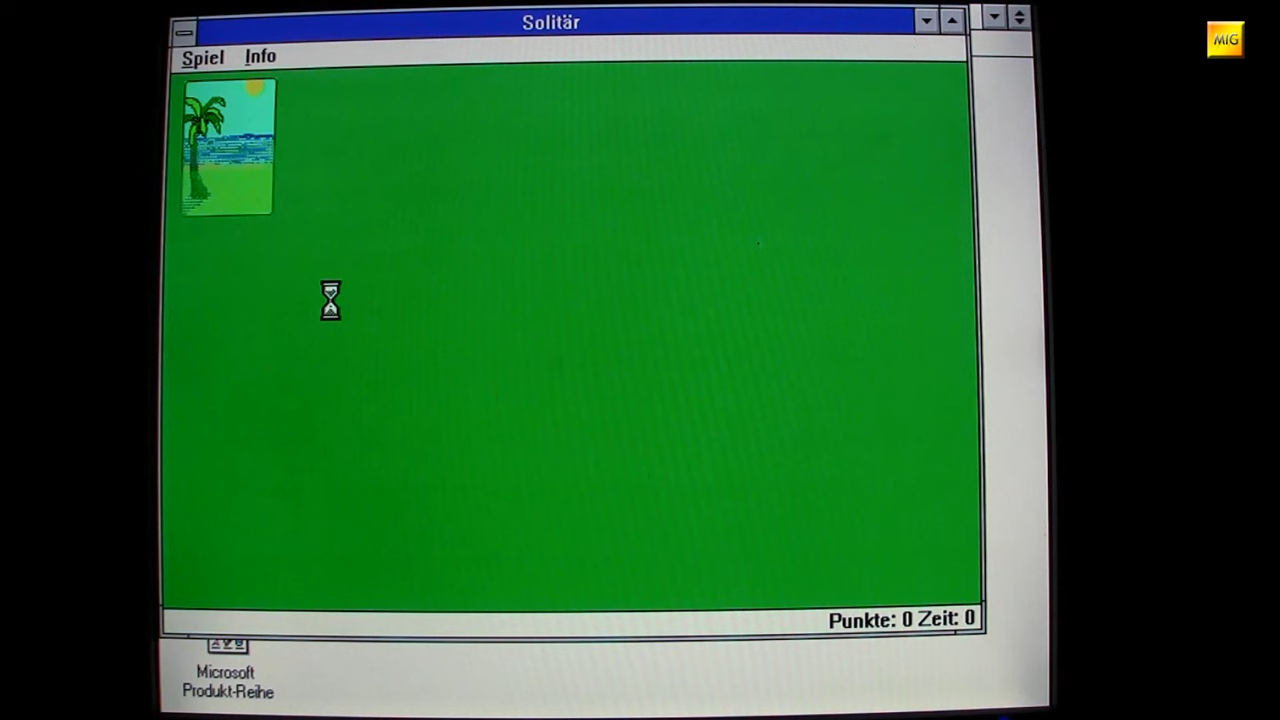 Solitär
MIG
Spiel Info
Punkte: 0 Zeit: 0
Microsoft
Produkt-Reihe